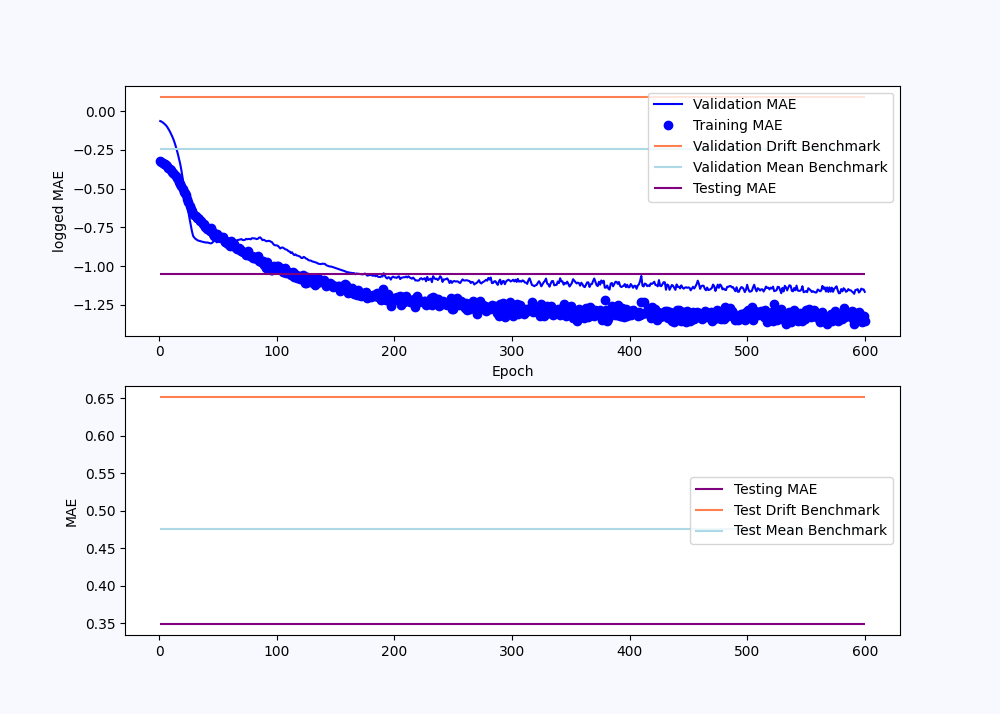 0.00
−0.25
−0.50
−0.75
−1.00
−1.25
logged MAE
Validation MAE
Training MAE
Validation Drift Benchmark
Validation Mean Benchmark
Testing MAE
0 100 200 300 400 500 600
Epoch
0.65
0.60
0.55
0.50
0.45
0.40
0.35
MAE
Testing MAE
Test Drift Benchmark
Test Mean Benchmark
0 100 200 300 400 500 600